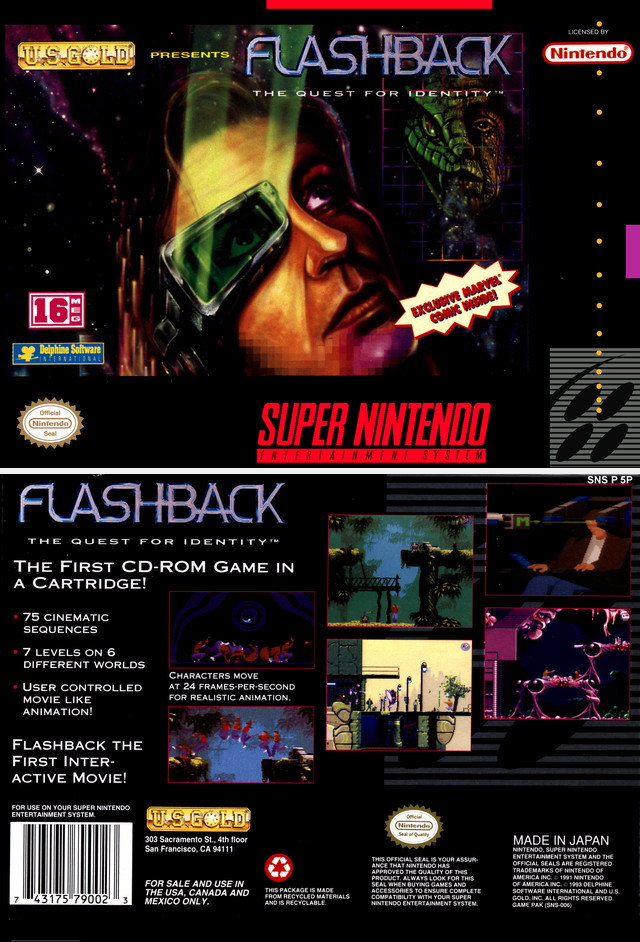 U.S. GOLD PRESENTS FLASHBACK
THE QUEST FOR IDENTITY™
LICENSED BY
Nintendo
EXCLUSIVE MARVEL
COMIC INSIDE!
16 MEG
Delphine Software
INTERNATIONAL
Official
Nintendo
Seal
SUPER NINTENDO
ENTERTAINMENT SYSTEM
SNS P 5P
FLASHBACK
THE QUEST FOR IDENTITY™
THE FIRST CD-ROM GAME IN
A CARTRIDGE!
• 75 CINEMATIC
SEQUENCES
• 7 LEVELS ON 6
DIFFERENT WORLDS
• USER CONTROLLED
MOVIE LIKE
ANIMATION!
FLASHBACK THE
FIRST INTER-
ACTIVE MOVIE!
CHARACTERS MOVE
AT 24 FRAMES-PER-SECOND
FOR REALISTIC ANIMATION.
FOR USE ON YOUR SUPER NINTENDO
ENTERTAINMENT SYSTEM.
7 43175 79002 3
U.S. GOLD
303 Sacramento St., 4th floor
San Francisco, CA 94111
FOR SALE AND USE IN
THE USA, CANADA AND
MEXICO ONLY.
THIS PACKAGE IS MADE
FROM RECYCLED MATERIALS
AND IS RECYCLABLE.
Official
Nintendo
Seal of Quality
THIS OFFICIAL SEAL IS YOUR ASSUR-
ANCE THAT NINTENDO HAS
APPROVED THE QUALITY OF THIS
PRODUCT. ALWAYS LOOK FOR THIS
SEAL WHEN BUYING GAMES AND
ACCESSORIES TO ENSURE COMPLETE
COMPATIBILITY WITH YOUR SUPER
NINTENDO ENTERTAINMENT SYSTEM.
MADE IN JAPAN
NINTENDO, SUPER NINTENDO
ENTERTAINMENT SYSTEM AND THE
OFFICIAL SEALS ARE REGISTERED
TRADEMARKS OF NINTENDO OF
AMERICA INC. © 1991 NINTENDO
OF AMERICA INC. © 1993 DELPHINE
SOFTWARE INTERNATIONAL AND U.S.
GOLD, INC. ALL RIGHTS RESERVED.
GAME PAK (SNS-006)